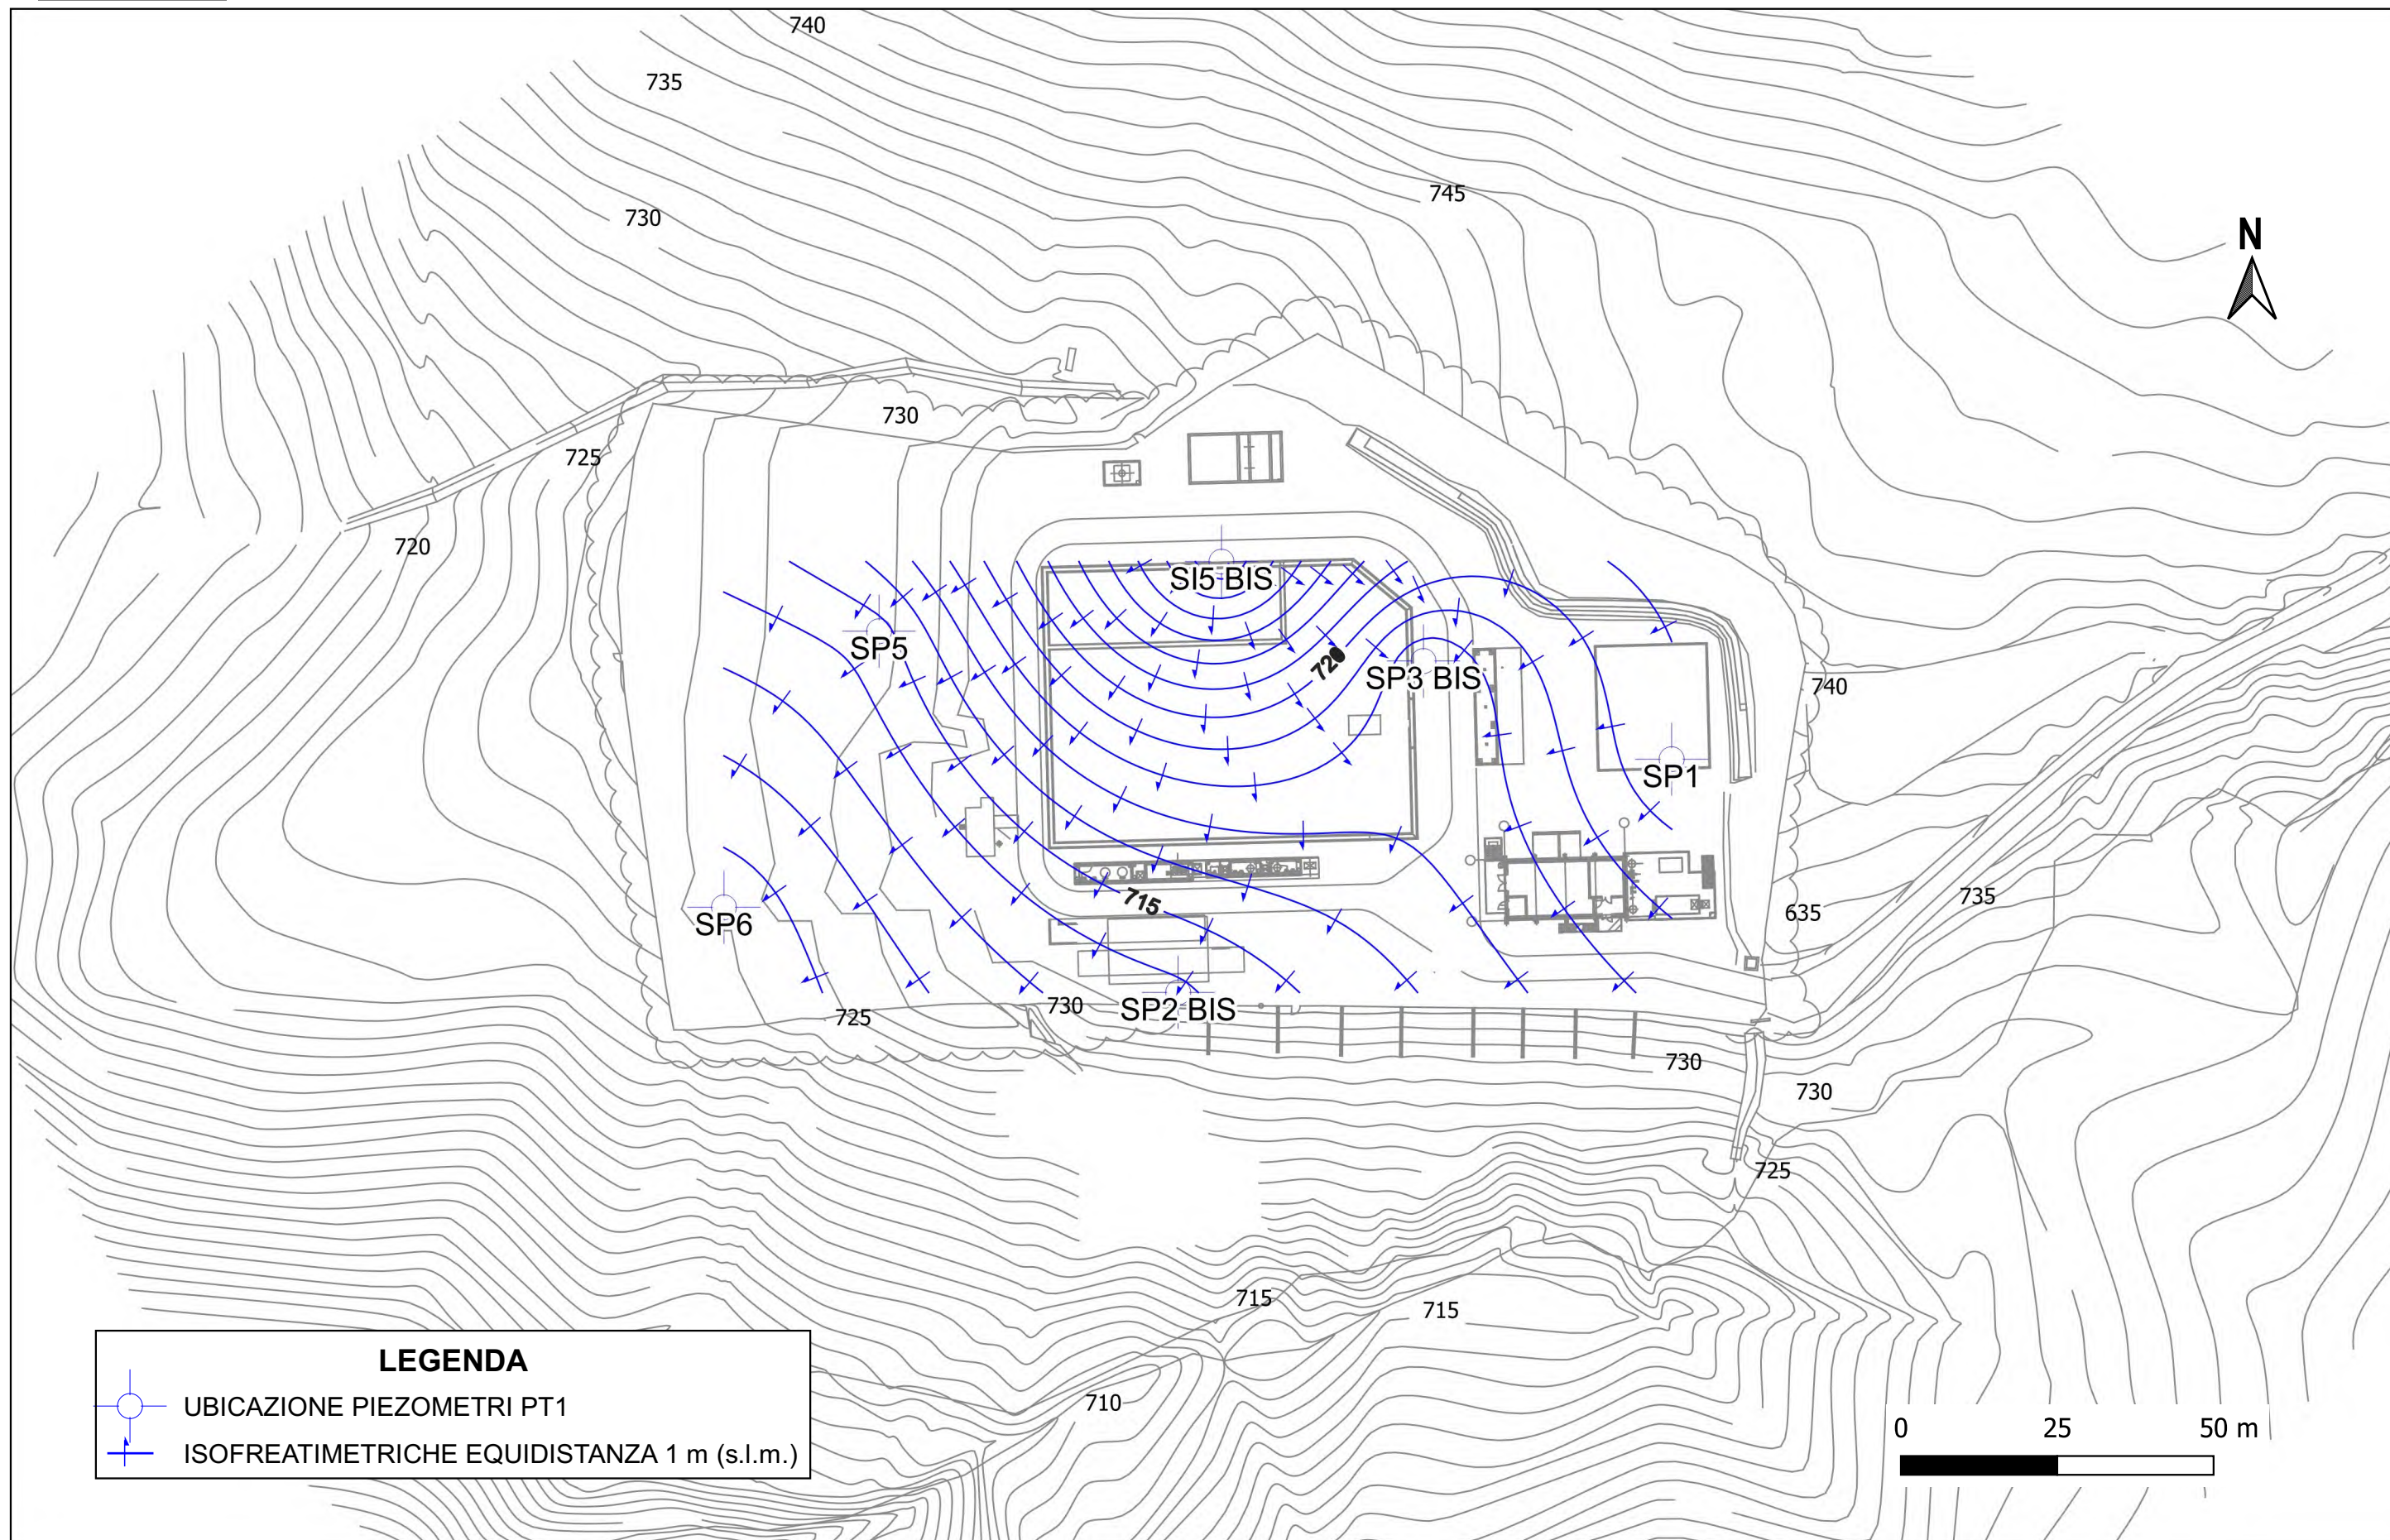 740
735
745
730
N
730
725
720
SI5 BIS
SP5
720
SP3 BIS
740
SP1
735
715
635
SP6
730
SP2 BIS
725
730
730
725
715
715
LEGENDA
710
UBICAZIONE PIEZOMETRI PT1
0 25 50 m
ISOFREATIMETRICHE EQUIDISTANZA 1 m (s.l.m.)